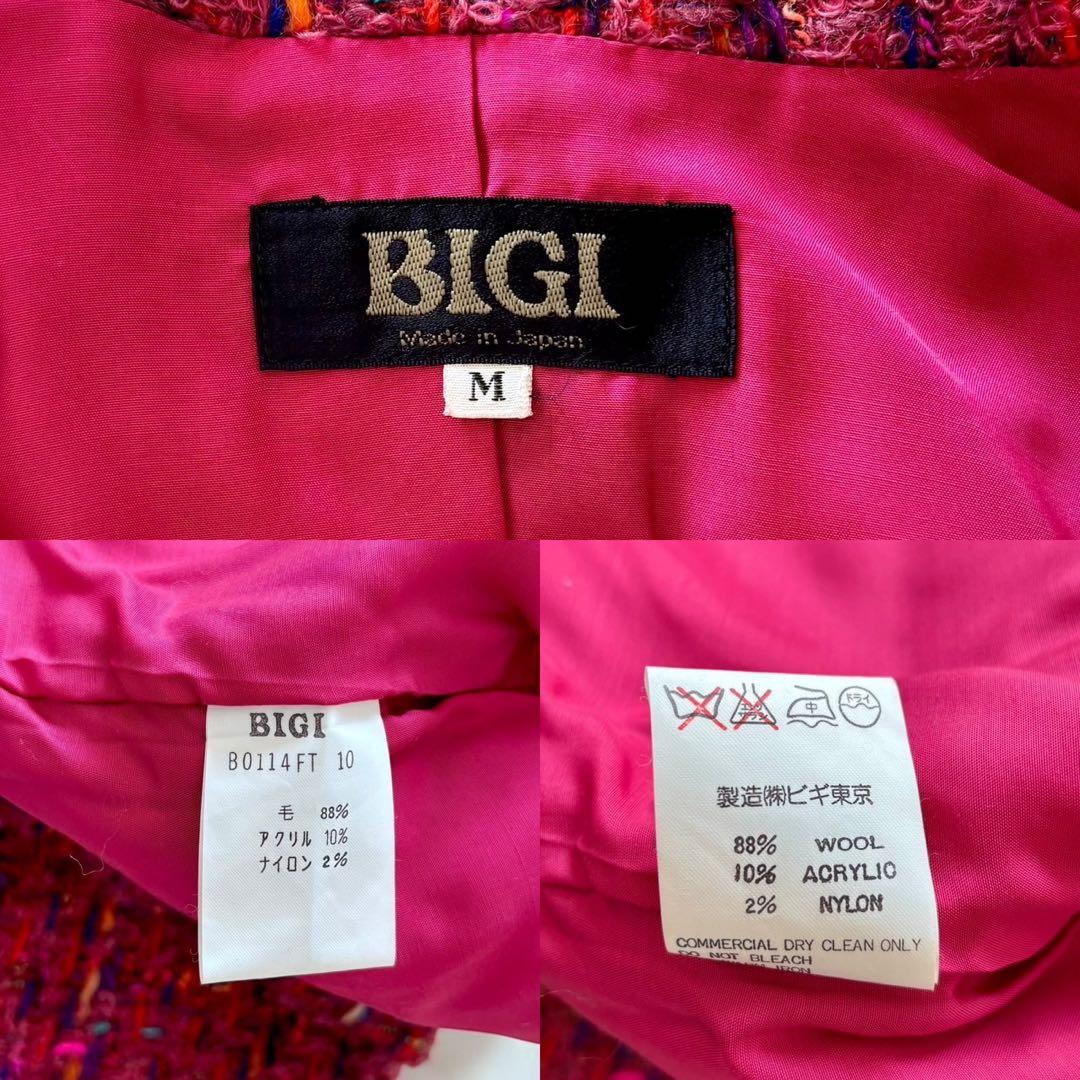 BIGI
Made in Japan
M
BIGI
B0114FT 10
毛 88%
アクリル 10%
ナイロン 2%
中 ドライ
製造㈱ビギ東京
88% WOOL
10% ACRYLIC
2% NYLON
COMMERCIAL DRY CLEAN ONLY
DO NOT BLEACH
IRON